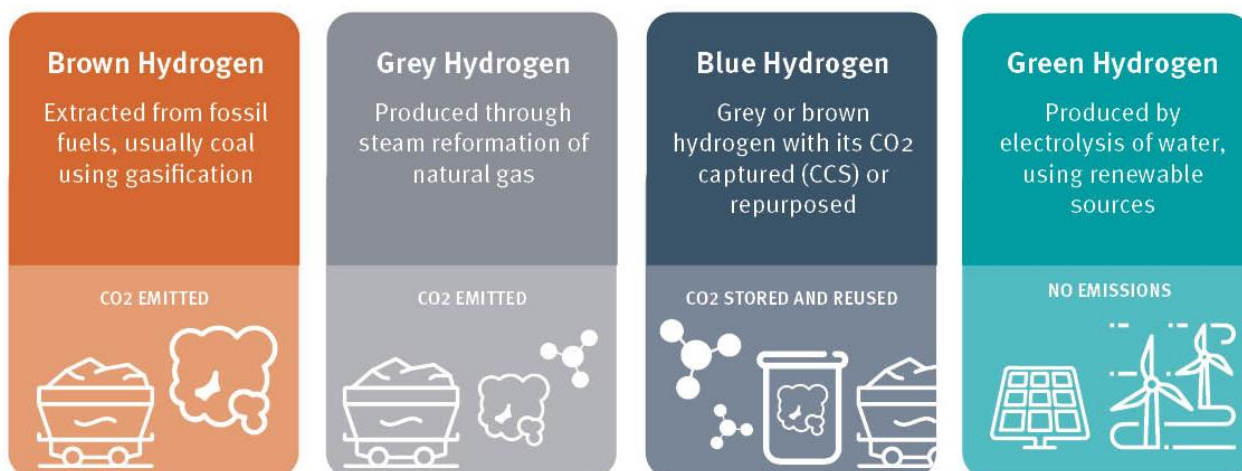 Brown Hydrogen
Extracted from fossil
fuels, usually coal
using gasification
CO2 EMITTED
Grey Hydrogen
Produced through
steam reformation of
natural gas
CO2 EMITTED
Blue Hydrogen
Grey or brown
hydrogen with its CO2
captured (CCS) or
repurposed
CO2 STORED AND REUSED
Green Hydrogen
Produced by
electrolysis of water,
using renewable
sources
NO EMISSIONS